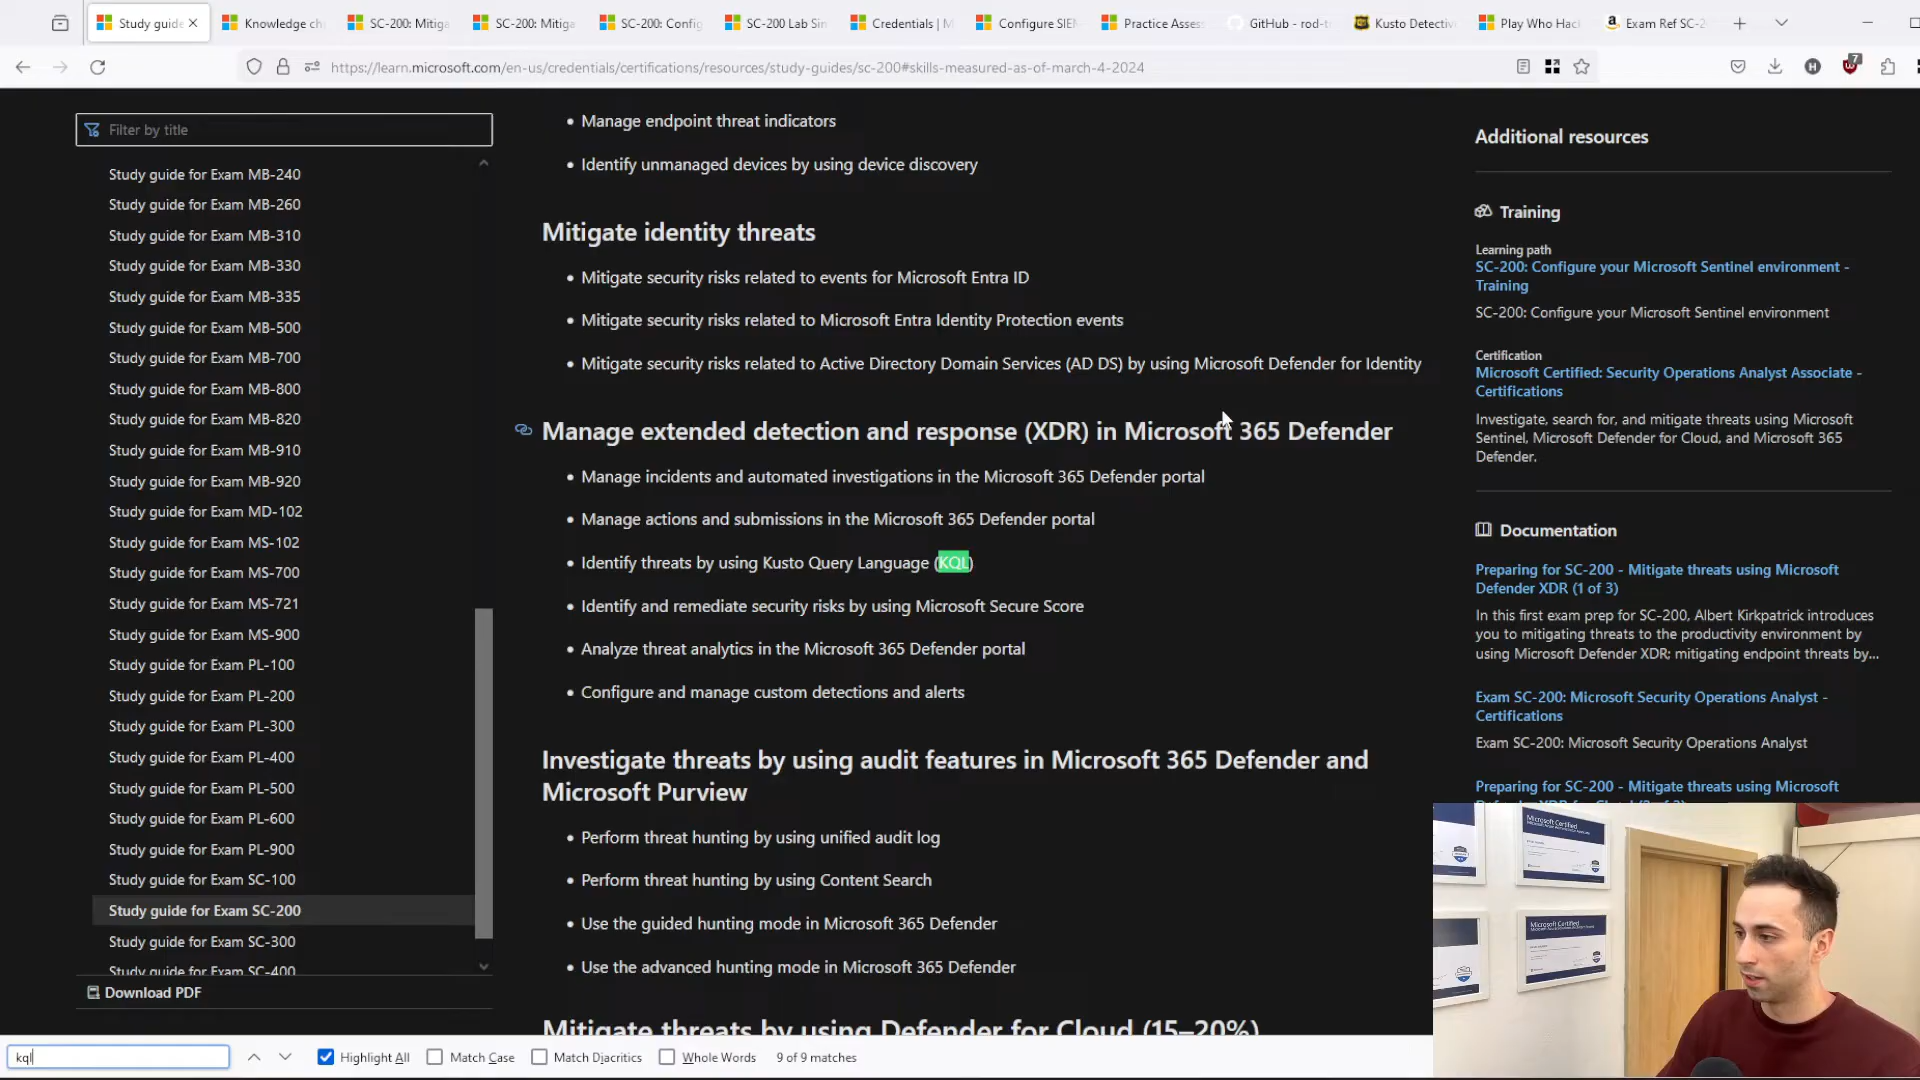 Study guide
Knowledge ch
SC-200: Mitiga
SC-200: Mitiga
SC-200: Config
SC-200 Lab Sin
Credentials | M
Configure SIEM
Practice Asses
GitHub - rod-t
Kusto Detectiv
Play Who Hac
Exam Ref SC-2
https://learn.microsoft.com/en-us/credentials/certifications/resources/study-guides/sc-200#skills-measured-as-of-march-4-2024
7
Filter by title
Study guide for Exam MB-240
Study guide for Exam MB-260
Study guide for Exam MB-310
Study guide for Exam MB-330
Study guide for Exam MB-335
Study guide for Exam MB-500
Study guide for Exam MB-700
Study guide for Exam MB-800
Study guide for Exam MB-820
Study guide for Exam MB-910
Study guide for Exam MB-920
Study guide for Exam MD-102
Study guide for Exam MS-102
Study guide for Exam MS-700
Study guide for Exam MS-721
Study guide for Exam MS-900
Study guide for Exam PL-100
Study guide for Exam PL-200
Study guide for Exam PL-300
Study guide for Exam PL-400
Study guide for Exam PL-500
Study guide for Exam PL-600
Study guide for Exam PL-900
Study guide for Exam SC-100
Study guide for Exam SC-200
Study guide for Exam SC-300
Study guide for Exam SC-400
Download PDF
• Manage endpoint threat indicators
• Identify unmanaged devices by using device discovery
Mitigate identity threats
• Mitigate security risks related to events for Microsoft Entra ID
• Mitigate security risks related to Microsoft Entra Identity Protection events
• Mitigate security risks related to Active Directory Domain Services (AD DS) by using Microsoft Defender for Identity
Manage extended detection and response (XDR) in Microsoft 365 Defender
• Manage incidents and automated investigations in the Microsoft 365 Defender portal
• Manage actions and submissions in the Microsoft 365 Defender portal
• Identify threats by using Kusto Query Language (KQL)
• Identify and remediate security risks by using Microsoft Secure Score
• Analyze threat analytics in the Microsoft 365 Defender portal
• Configure and manage custom detections and alerts
Investigate threats by using audit features in Microsoft 365 Defender and
Microsoft Purview
• Perform threat hunting by using unified audit log
• Perform threat hunting by using Content Search
• Use the guided hunting mode in Microsoft 365 Defender
• Use the advanced hunting mode in Microsoft 365 Defender
Mitigate threats by using Defender for Cloud (15–20%)
Additional resources
Training
Learning path
SC-200: Configure your Microsoft Sentinel environment -
Training
SC-200: Configure your Microsoft Sentinel environment
Certification
Microsoft Certified: Security Operations Analyst Associate -
Certifications
Investigate, search for, and mitigate threats using Microsoft
Sentinel, Microsoft Defender for Cloud, and Microsoft 365
Defender.
Documentation
Preparing for SC-200 - Mitigate threats using Microsoft
Defender XDR (1 of 3)
In this first exam prep for SC-200, Albert Kirkpatrick introduces
you to mitigating threats to the productivity environment by
using Microsoft Defender XDR; mitigating endpoint threats by...
Exam SC-200: Microsoft Security Operations Analyst -
Certifications
Exam SC-200: Microsoft Security Operations Analyst
Preparing for SC-200 - Mitigate threats using Microsoft
Microsoft Certified
Microsoft Certified
kql
Highlight All
Match Case
Match Diacritics
Whole Words
9 of 9 matches